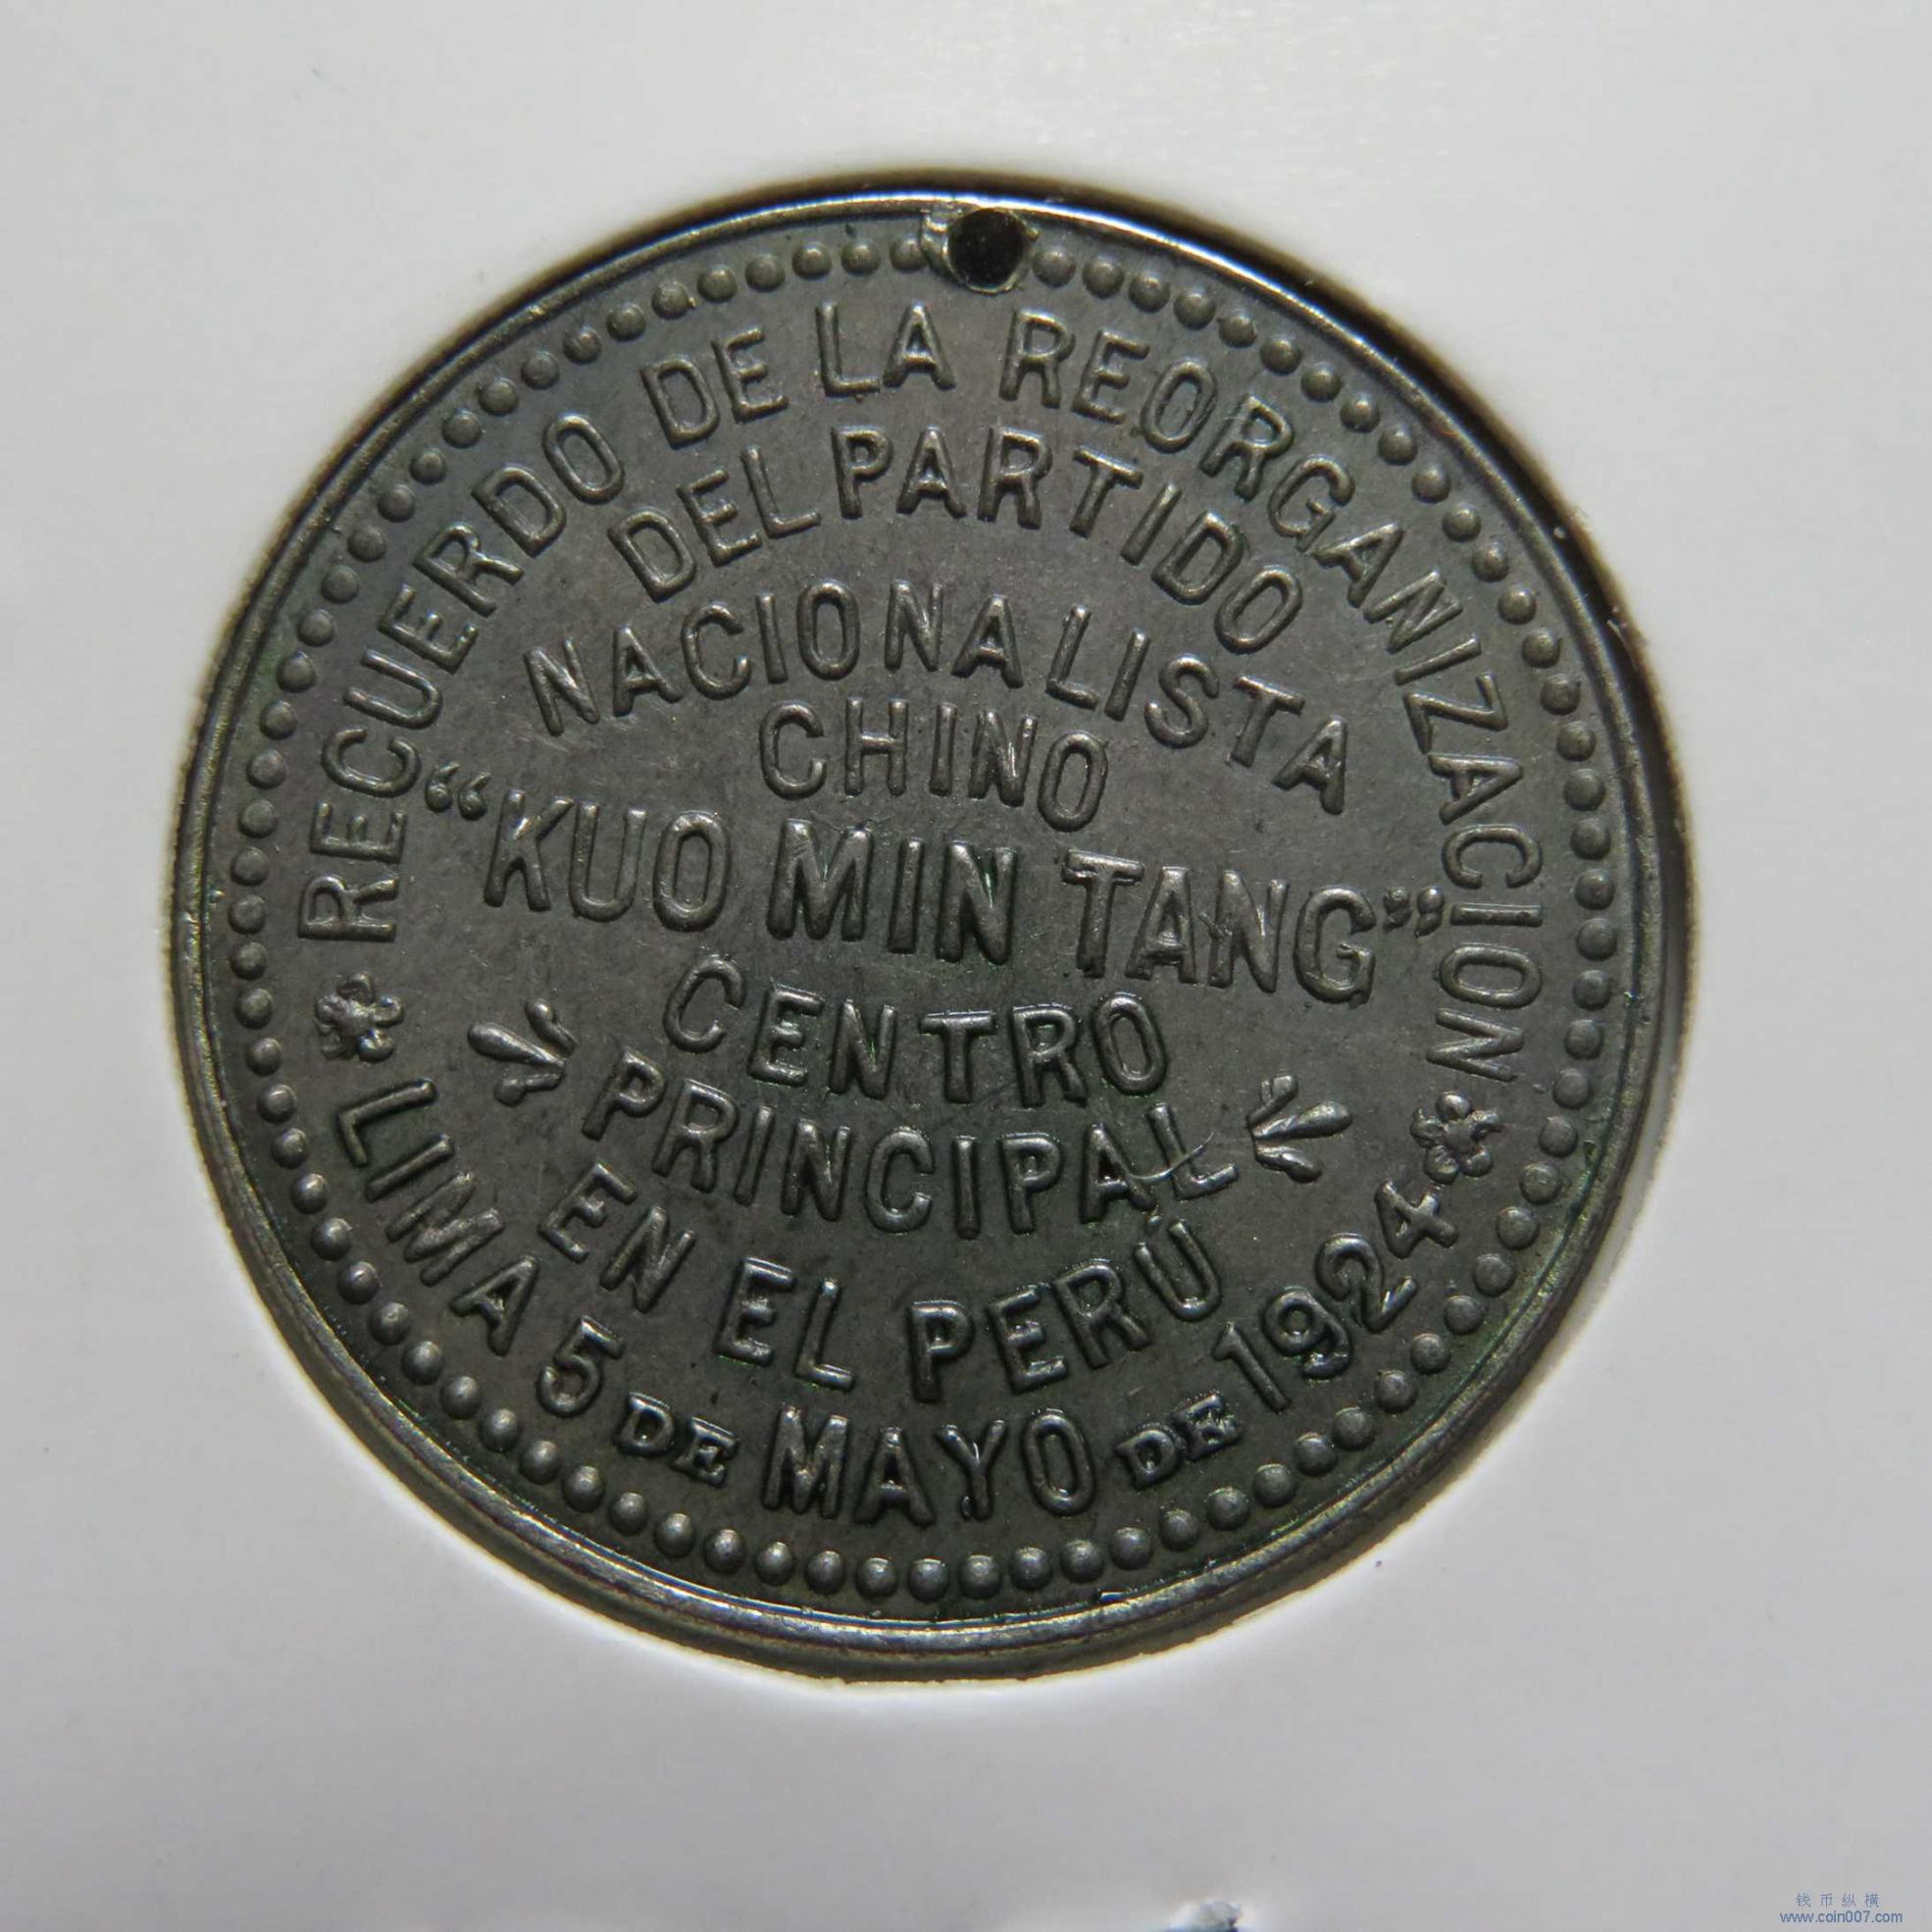 RECUERDO DE LA REORGANIZACION
DEL PARTIDO
NACIONALISTA
CHINO
“KUO MIN TANG”
CENTRO
PRINCIPAL
EN EL PERÚ
LIMA 5 DE MAYO DE 1924
钱币纵横
www.coin007.com